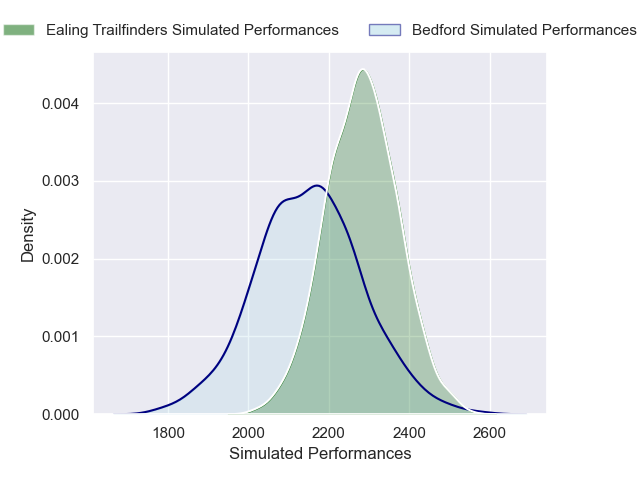 Ealing Trailfinders Simulated Performances
Bedford Simulated Performances
0.004
0.003
0.002
0.001
0.000
Density
1800
2000
2200
2400
2600
Simulated Performances